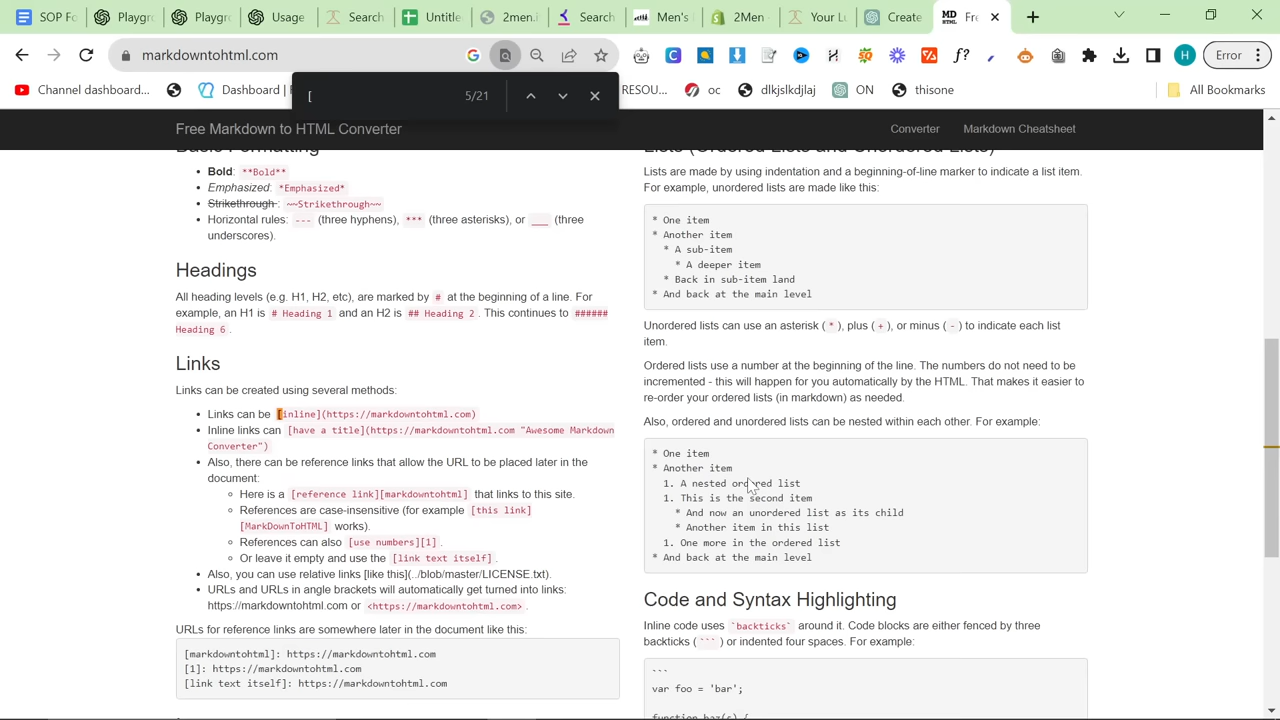 SOP Fo
Playgr
Playgr
Usage
Search
Untitle
2men.i
Search
Men's
2Men
Your Lu
Create
MD
HTML
Fre
markdowntohtml.com
Error
Channel dashboard...
Dashboard |
[
5/21
RESOU...
oc
dlkjslkdjlaj
ON
thisone
All Bookmarks
Free Markdown to HTML Converter
Converter
Markdown Cheatsheet
Basic Formatting
Bold: **Bold**
Emphasized: *Emphasized*
Strikethrough: ~~Strikethrough~~
Horizontal rules: --- (three hyphens), *** (three asterisks), or ___ (three
underscores).
Headings
All heading levels (e.g. H1, H2, etc), are marked by # at the beginning of a line. For
example, an H1 is # Heading 1 and an H2 is ## Heading 2. This continues to ######
Heading 6.
Links
Links can be created using several methods:
Links can be [inline](https://markdowntohtml.com)
Inline links can [have a title](https://markdowntohtml.com "Awesome Markdown
Converter")
Also, there can be reference links that allow the URL to be placed later in the
document:
Here is a [reference link][markdowntohtml] that links to this site.
References are case-insensitive (for example [this link]
[MarkDownToHTML] works).
References can also [use numbers][1].
Or leave it empty and use the [link text itself].
Also, you can use relative links [like this](../blob/master/LICENSE.txt).
URLs and URLs in angle brackets will automatically get turned into links:
https://markdowntohtml.com or <https://markdowntohtml.com>.
URLs for reference links are somewhere later in the document like this:
[markdowntohtml]: https://markdowntohtml.com
[1]: https://markdowntohtml.com
[link text itself]: https://markdowntohtml.com
Lists (Ordered Lists and Unordered Lists)
Lists are made by using indentation and a beginning-of-line marker to indicate a list item.
For example, unordered lists are made like this:
* One item
* Another item
* A sub-item
* A deeper item
* Back in sub-item land
* And back at the main level
Unordered lists can use an asterisk (*), plus (+), or minus (-) to indicate each list
item.
Ordered lists use a number at the beginning of the line. The numbers do not need to be
incremented - this will happen for you automatically by the HTML. That makes it easier to
re-order your ordered lists (in markdown) as needed.
Also, ordered and unordered lists can be nested within each other. For example:
* One item
* Another item
1. A nested ordered list
1. This is the second item
* And now an unordered list as its child
* Another item in this list
1. One more in the ordered list
* And back at the main level
Code and Syntax Highlighting
Inline code uses `backticks` around it. Code blocks are either fenced by three
backticks (```) or indented four spaces. For example:
```
var foo = 'bar';
function baz(s) {